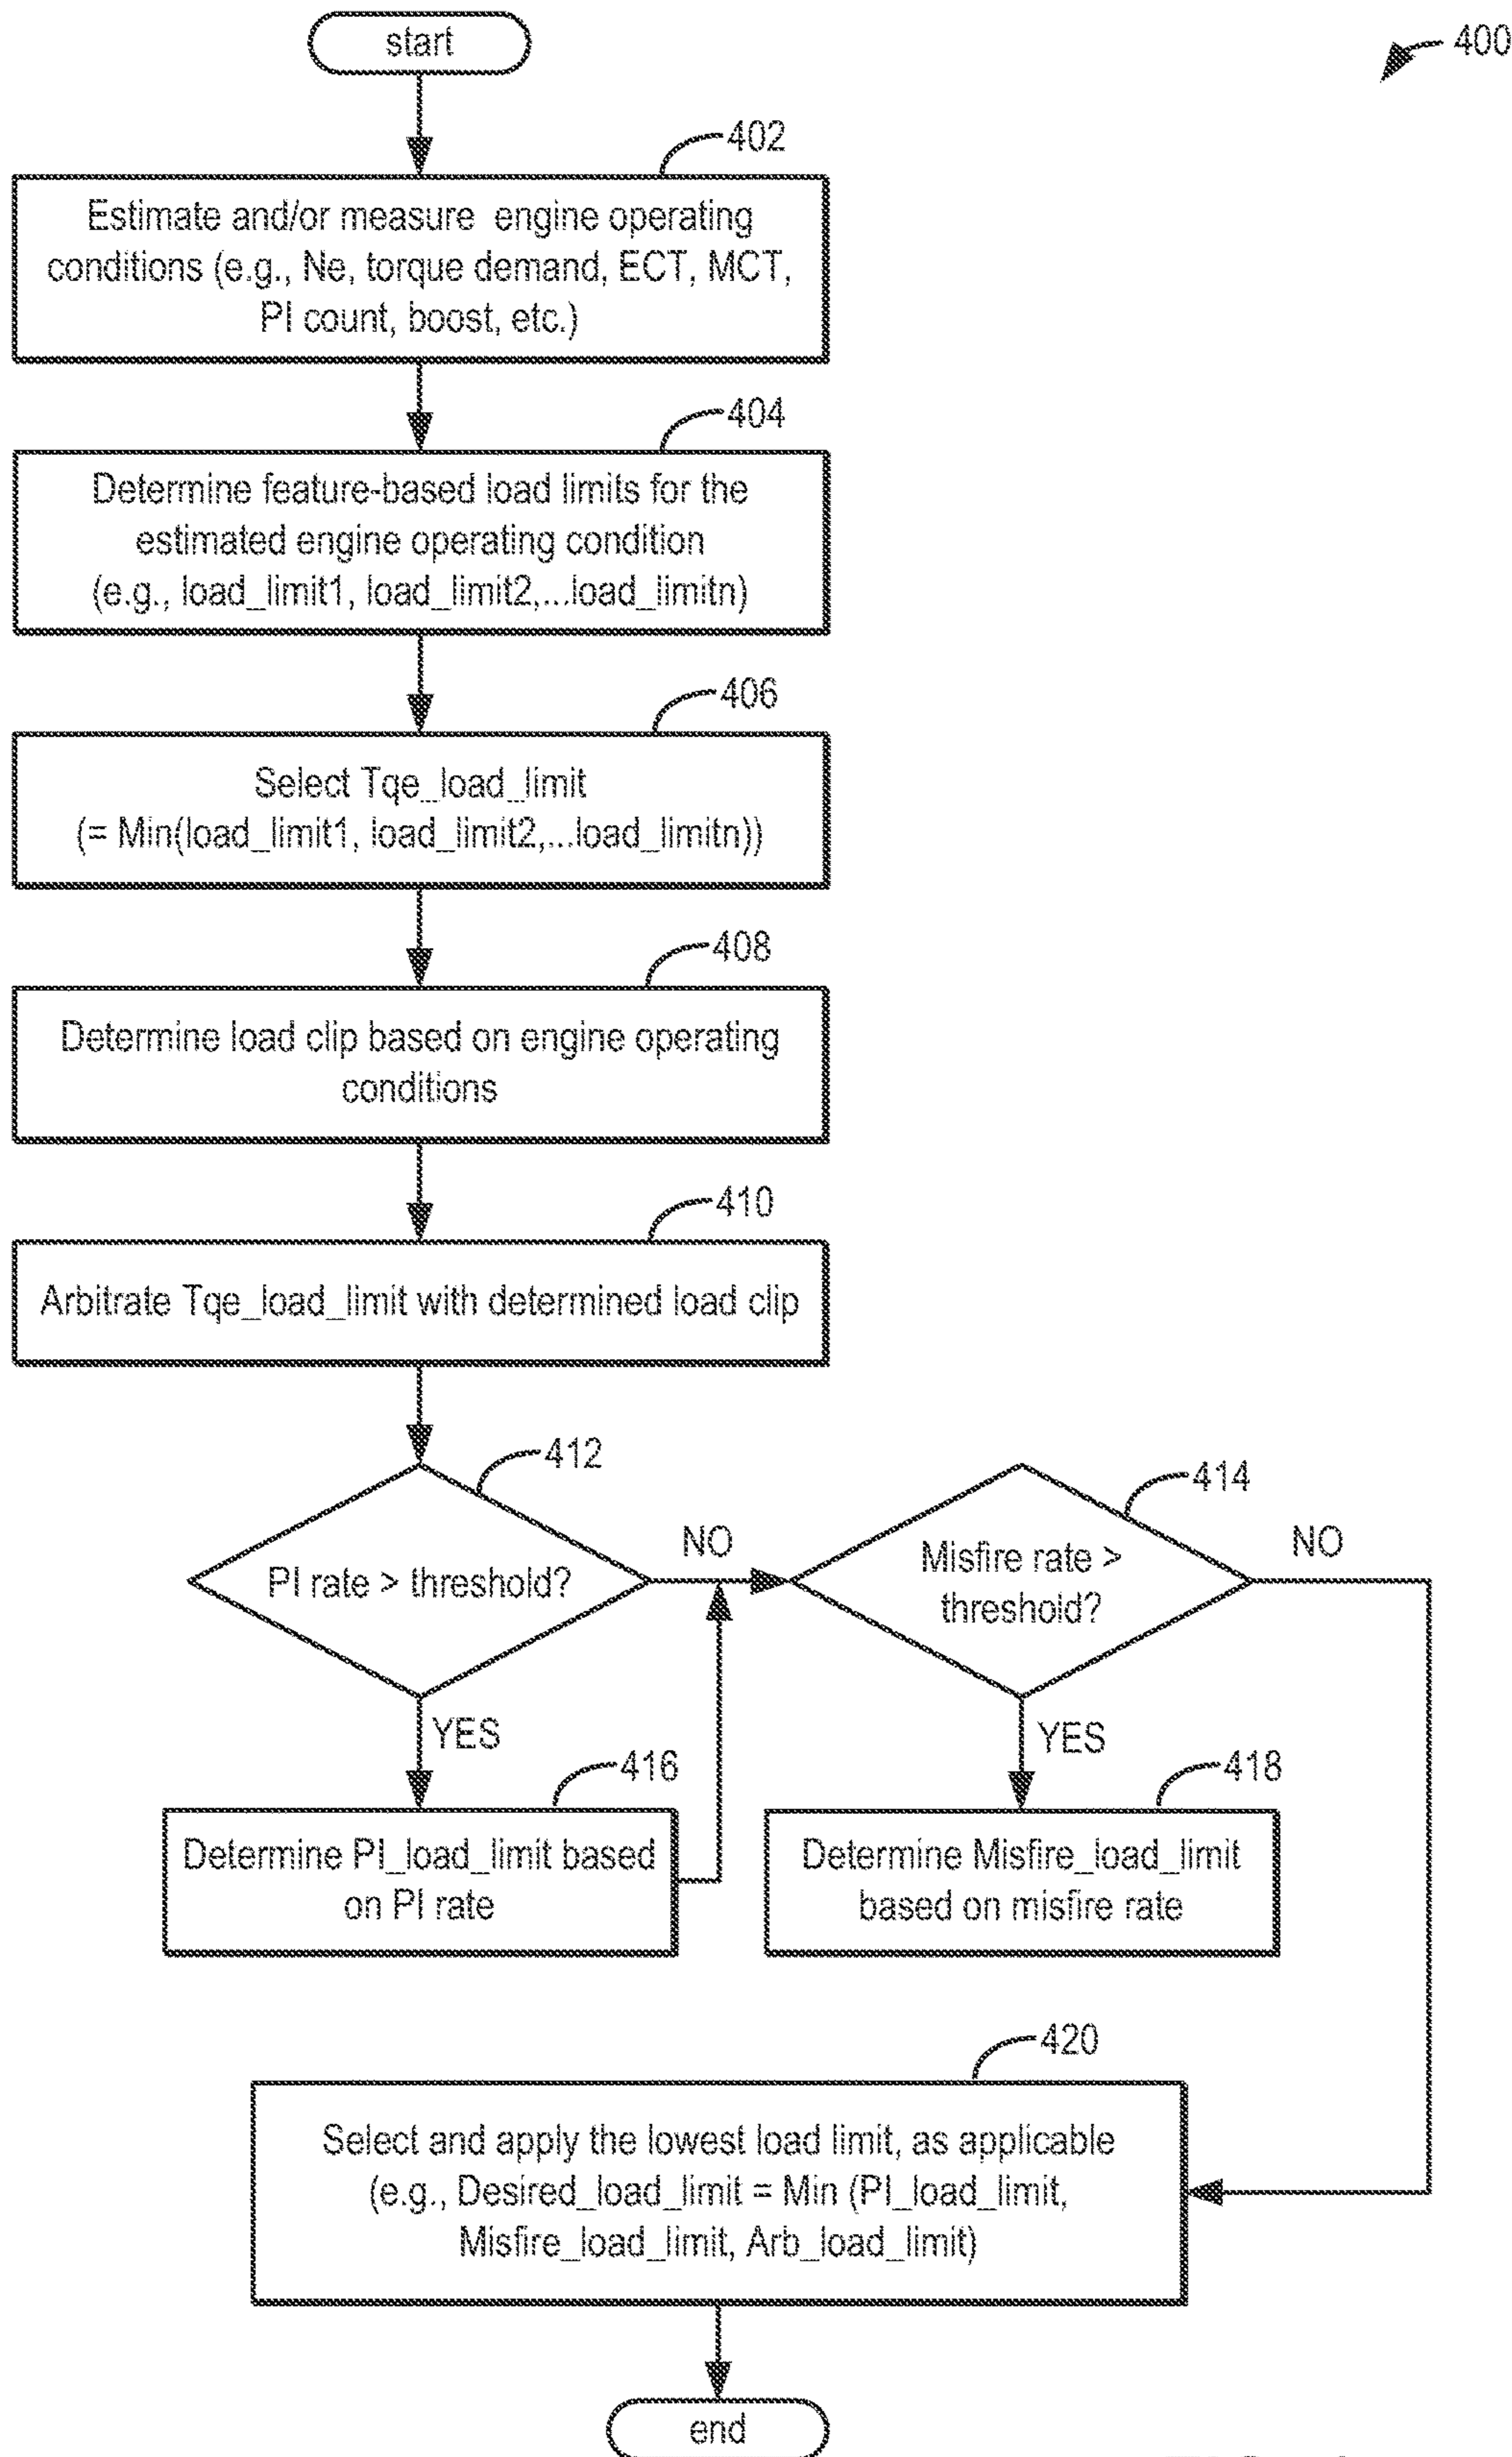 start
400
402
Estimate and/or measure engine operating
conditions (e.g., Ne, torque demand, ECT, MCT,
PI count, boost, etc.)
404
Determine feature-based load limits for the
estimated engine operating condition
(e.g., load_limit1, load_limit2,...load_limitn)
406
Select Tqe_load_limit
(= Min(load_limit1, load_limit2,...load_limitn))
408
Determine load clip based on engine operating
conditions
410
Arbitrate Tqe_load_limit with determined load clip
412
PI rate > threshold?
NO
414
Misfire rate >
threshold?
NO
YES
416
Determine PI_load_limit based
on PI rate
YES
418
Determine Misfire_load_limit
based on misfire rate
420
Select and apply the lowest load limit, as applicable
(e.g., Desired_load_limit = Min (PI_load_limit,
Misfire_load_limit, Arb_load_limit)
end